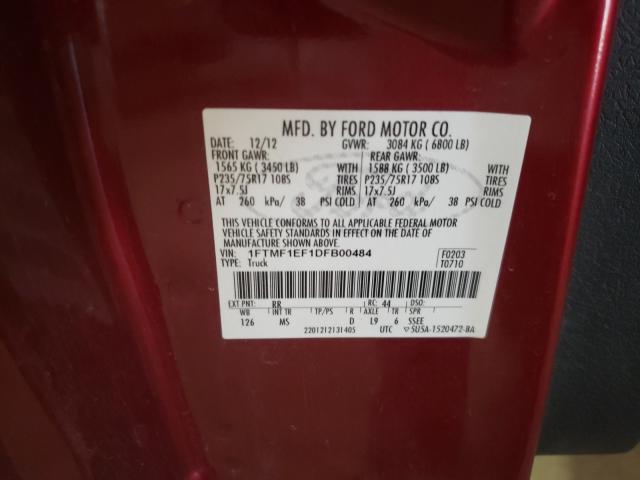 MFD. BY FORD MOTOR CO.
DATE: 12/12 GVWR: 3084 KG ( 6800 LB)
FRONT GAWR: REAR GAWR:
1565 KG ( 3450 LB) WITH 1588 KG ( 3500 LB) WITH
P235/75R17 108S TIRES P235/75R17 108S TIRES
17x7.5J RIMS 17x7.5J RIMS
AT 260 kPa/ 38 PSI COLD AT 260 kPa/ 38 PSI COLD
THIS VEHICLE CONFORMS TO ALL APPLICABLE FEDERAL MOTOR
VEHICLE SAFETY STANDARDS IN EFFECT ON THE DATE OF
MANUFACTURE SHOWN ABOVE.
VIN: 1FTMF1EF1DFB00484 F0203
TYPE: Truck T0710
EXT PNT: RR RC: 44 DSO:
WB INT TR TP/PS R AXLE TR SPR
126 MS D L9 6 SSEE
2201212131405 UTC 5U5A-1520472-BA